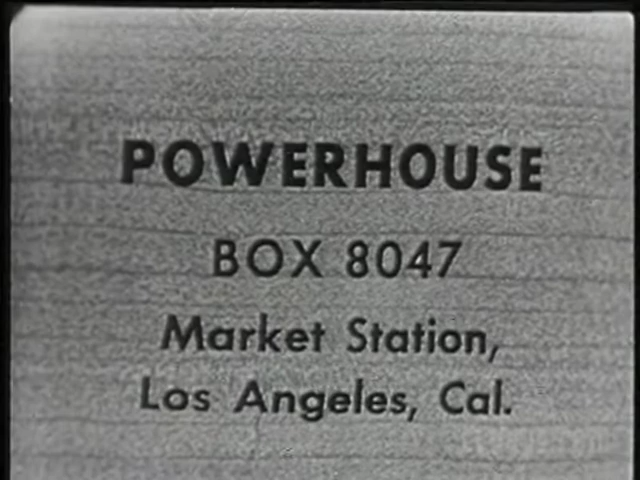 POWERHOUSE
BOX 8047
Market Station,
Los Angeles, Cal.